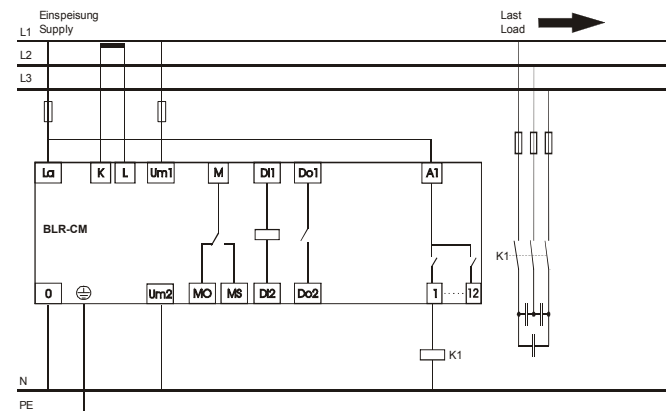 Einspeisung
Supply
Last
Load
L1
L2
L3
La
K
L
Um1
M
DI1
Do1
A1
BLR-CM
0
Um2
MO
MS
DI2
Do2
1
12
K1
K1
N
PE